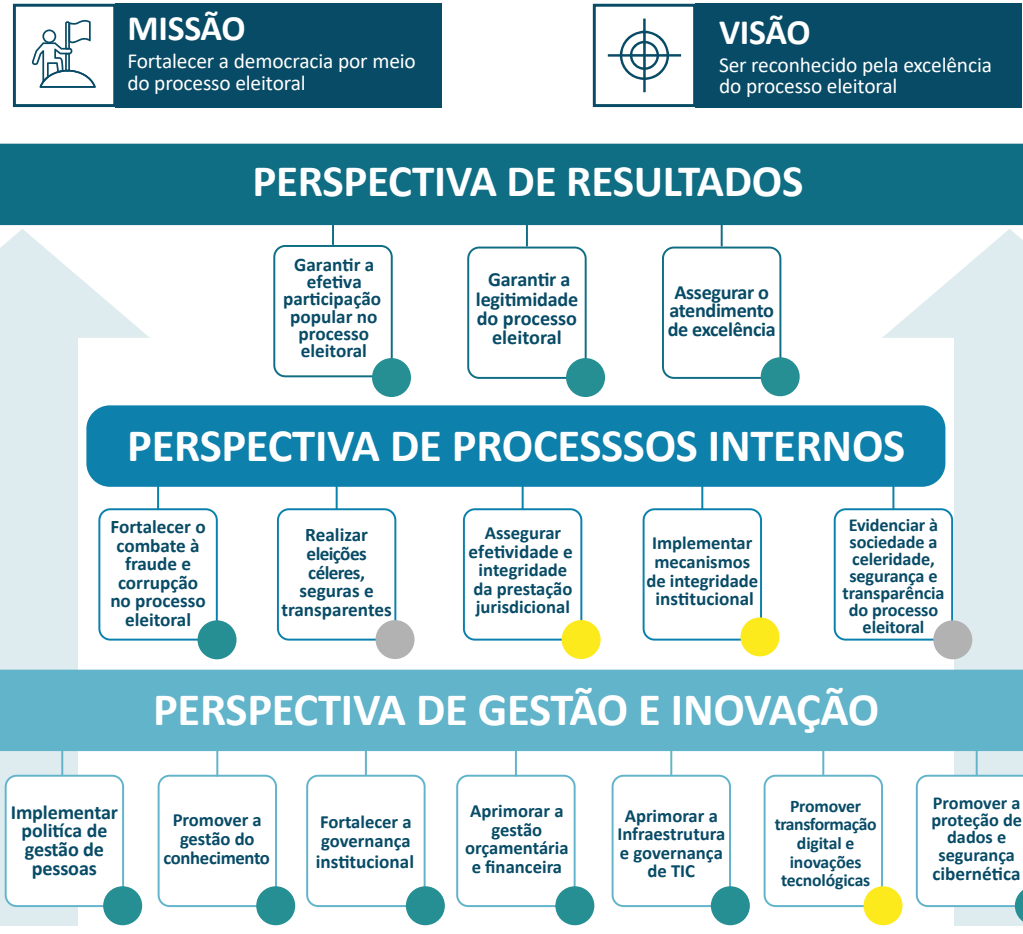 MISSÃO
Fortalecer a democracia por meio
do processo eleitoral
VISÃO
Ser reconhecido pela excelência
do processo eleitoral
PERSPECTIVA DE RESULTADOS
Garantir a
efetiva
participação
popular no
processo
eleitoral
Garantir a
legitimidade
do processo
eleitoral
Assegurar o
atendimento
de excelência
PERSPECTIVA DE PROCESSSOS INTERNOS
Fortalecer o
combate à
fraude e
corrupção
no processo
eleitoral
Realizar
eleições
céleres,
seguras e
transparentes
Assegurar
efetividade e
integridade
da prestação
jurisdicional
Implementar
mecanismos
de integridade
institucional
Evidenciar à
sociedade a
celeridade,
segurança e
transparência
do processo
eleitoral
PERSPECTIVA DE GESTÃO E INOVAÇÃO
Implementar
politíca de
gestão de
pessoas
Promover a
gestão do
conhecimento
Fortalecer a
governança
institucional
Aprimorar a
gestão
orçamentária
e financeira
Aprimorar a
Infraestrutura
e governança
de TIC
Promover
transformação
digital e
inovações
tecnológicas
Promover a
proteção de
dados e
segurança
cibernética